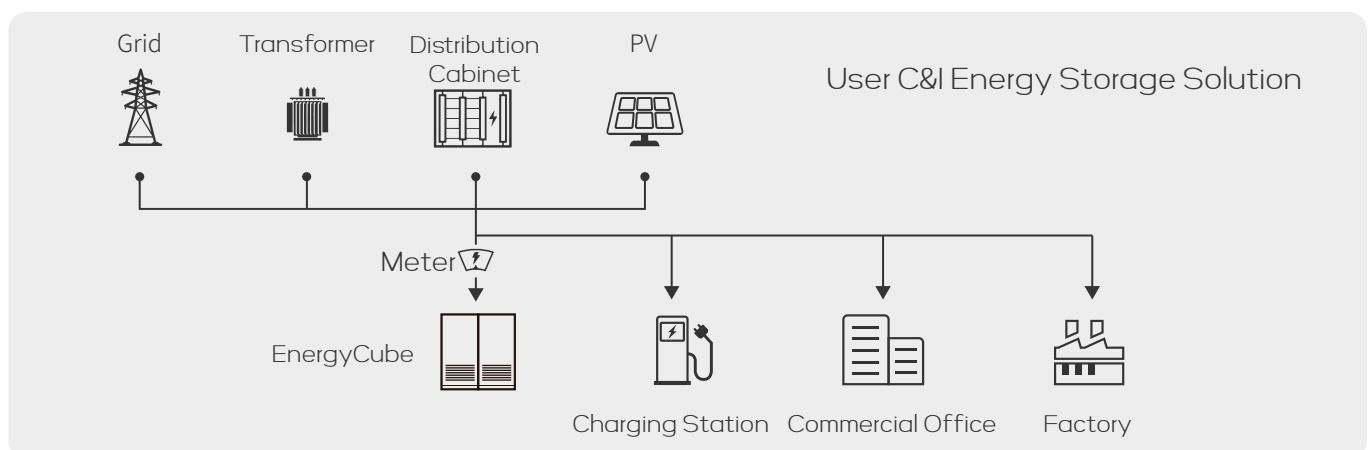 Grid
Transformer
Distribution
Cabinet
PV
User C&I Energy Storage Solution
Meter
EnergyCube
Charging Station
Commercial Office
Factory